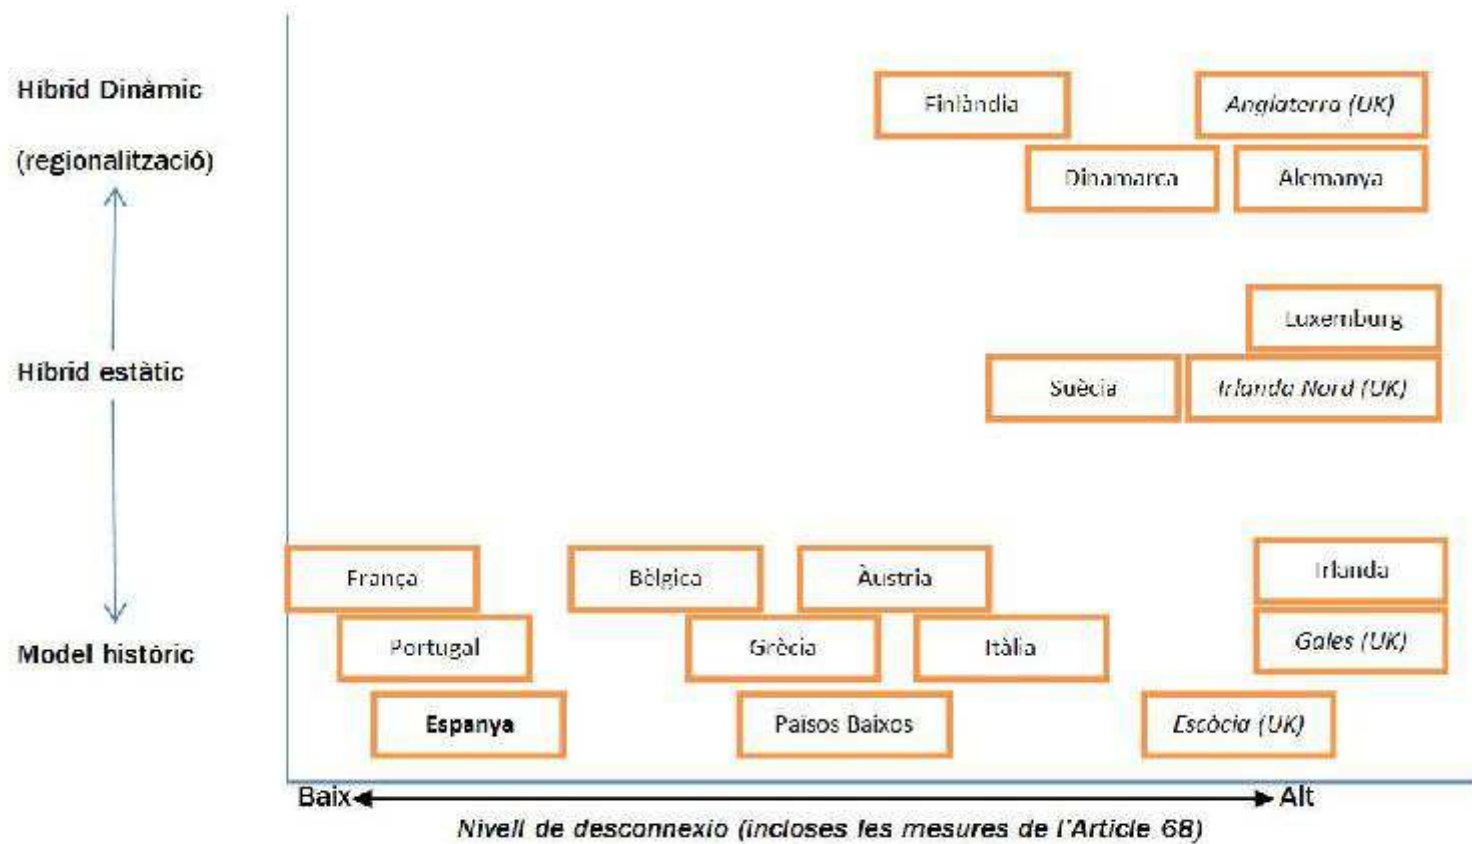 Híbrid Dinàmic
(regionalització)
Finlàndia
Anglaterra (UK)
Dinamarca
Alemanya
Luxemburg
Híbrid estàtic
Suècia
Irlanda Nord (UK)
França
Bèlgica
Àustria
Irlanda
Portugal
Grècia
Itàlia
Gales (UK)
Model històric
Espanya
Països Baixos
Escòcia (UK)
Baix
Alt
Nivell de desconnexio (incloses les mesures de l'Article 68)